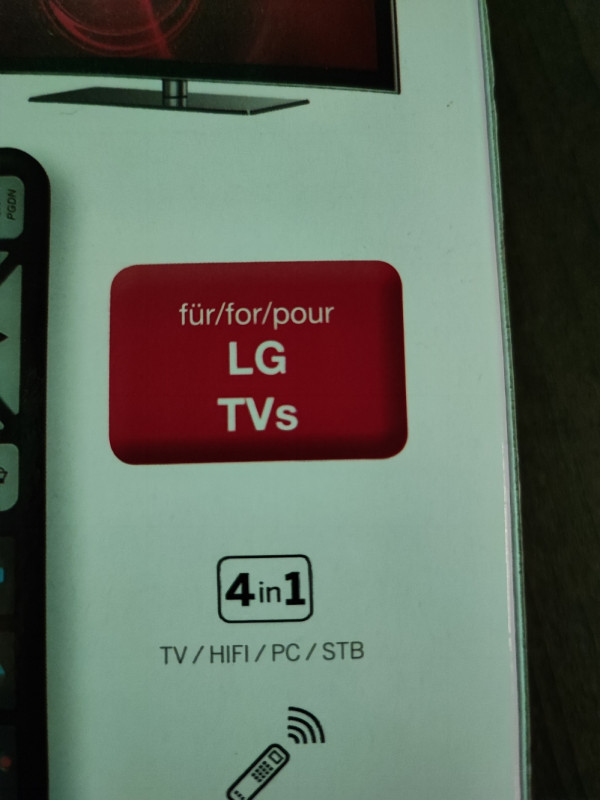 PGDN
für/for/pour
LG
TVs
4in1
TV / HIFI / PC / STB